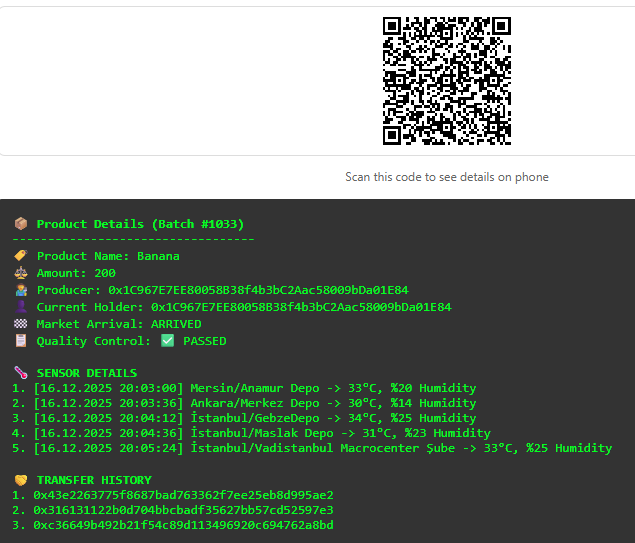 Scan this code to see details on phone
Product Details (Batch #1033)
----------------------------------
Product Name: Banana
Amount: 200
Producer: 0x1C967E7EE80058B38f4b3bC2Aac58009bDa01E84
Current Holder: 0x1C967E7EE80058B38f4b3bC2Aac58009bDa01E84
Market Arrival: ARRIVED
Quality Control: ✅ PASSED
SENSOR DETAILS
1. [16.12.2025 20:03:00] Mersin/Anamur Depo -> 33°C, %20 Humidity
2. [16.12.2025 20:03:36] Ankara/Merkez Depo -> 30°C, %14 Humidity
3. [16.12.2025 20:04:12] İstanbul/GebzeDepo -> 34°C, %25 Humidity
4. [16.12.2025 20:04:36] İstanbul/Maslak Depo -> 31°C, %23 Humidity
5. [16.12.2025 20:05:24] İstanbul/Vadistanbul Macrocenter Şube -> 33°C, %25 Humidity
TRANSFER HISTORY
1. 0x43e2263775f8687bad763362f7ee25eb8d995ae2
2. 0x316131122b0d704bbcbadf35627bb57cd52597e3
3. 0xc36649b492b21f54c89d113496920c694762a8bd